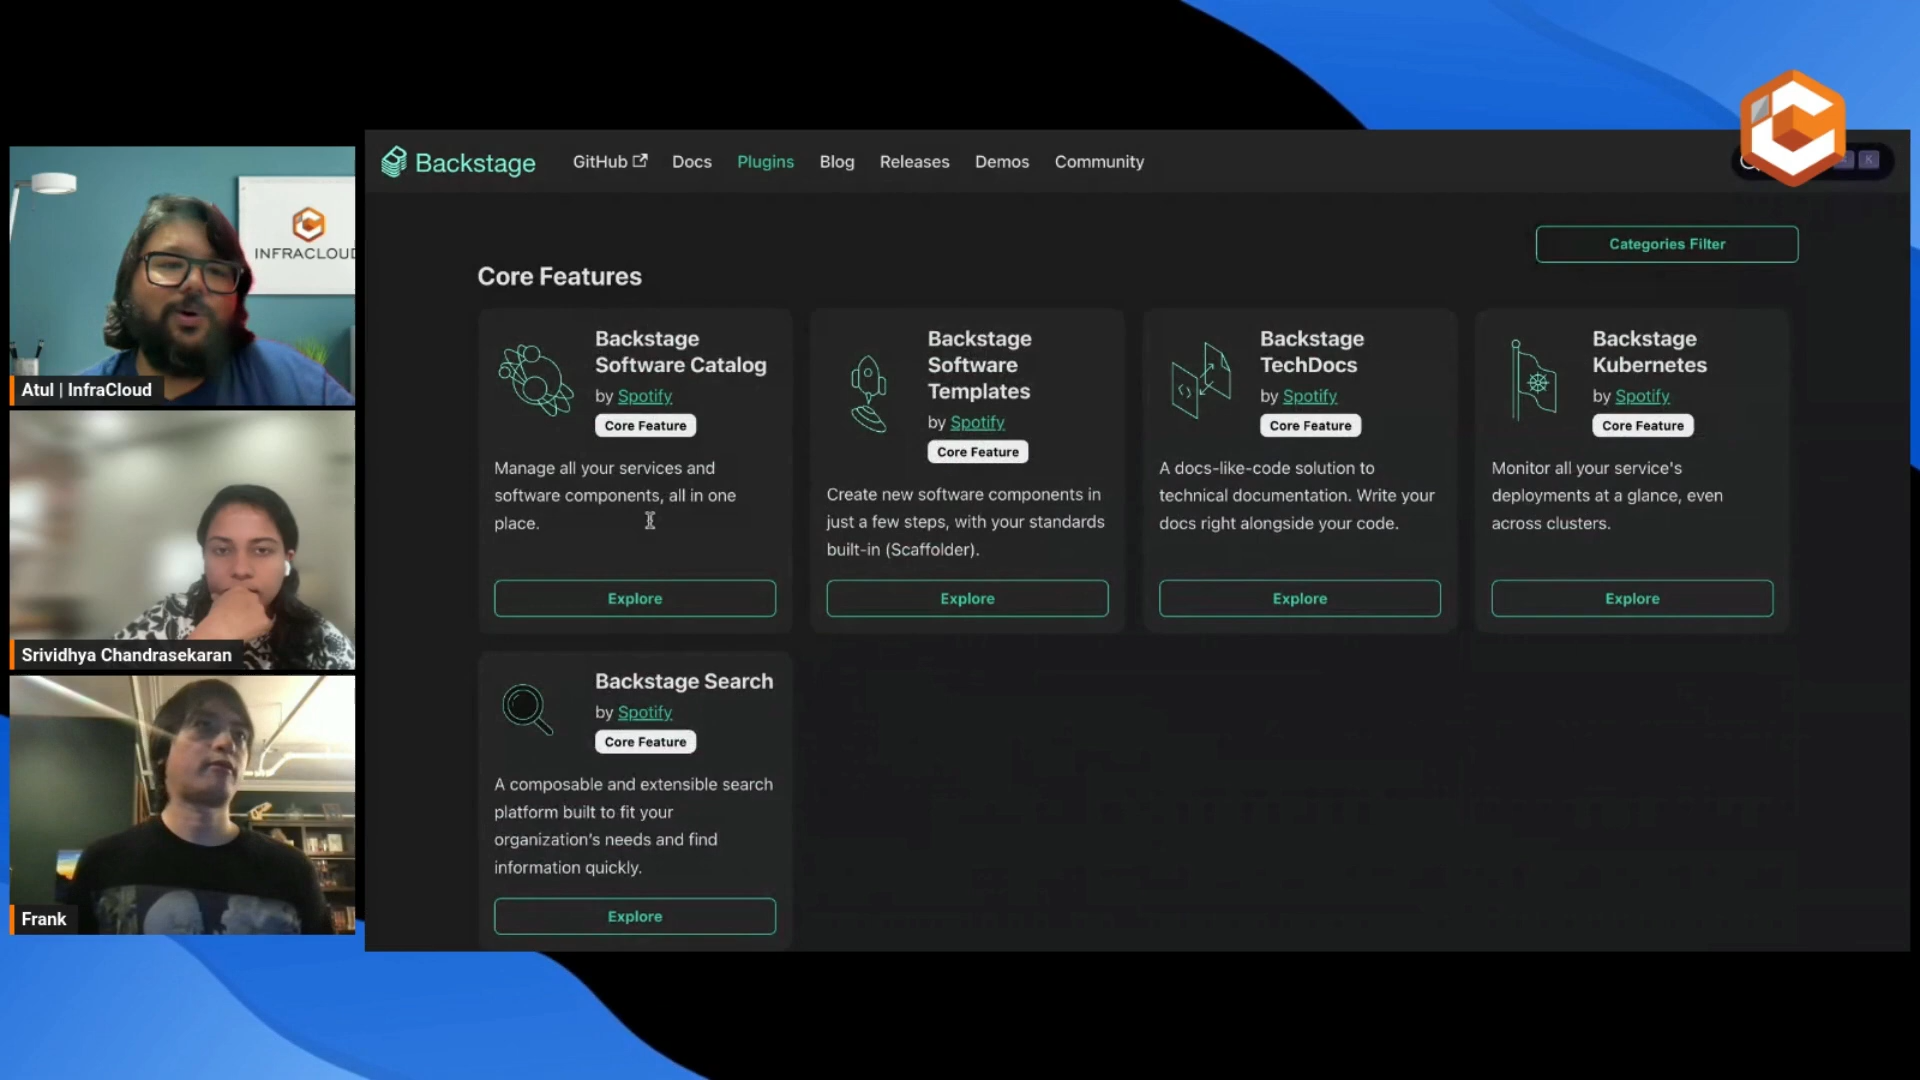 Backstage
GitHub
Docs
Plugins
Blog
Releases
Demos
Community
K
Categories Filter
Core Features
Backstage
Software Catalog
by Spotify
Core Feature
Manage all your services and
software components, all in one
place.
Explore
Backstage
Software
Templates
by Spotify
Core Feature
Create new software components in
just a few steps, with your standards
built-in (Scaffolder).
Explore
Backstage
TechDocs
by Spotify
Core Feature
A docs-like-code solution to
technical documentation. Write your
docs right alongside your code.
Explore
Backstage
Kubernetes
by Spotify
Core Feature
Monitor all your service's
deployments at a glance, even
across clusters.
Explore
Backstage Search
by Spotify
Core Feature
A composable and extensible search
platform built to fit your
organization's needs and find
information quickly.
Explore
INFRACLOUD
Atul | InfraCloud
Srividhya Chandrasekaran
Frank